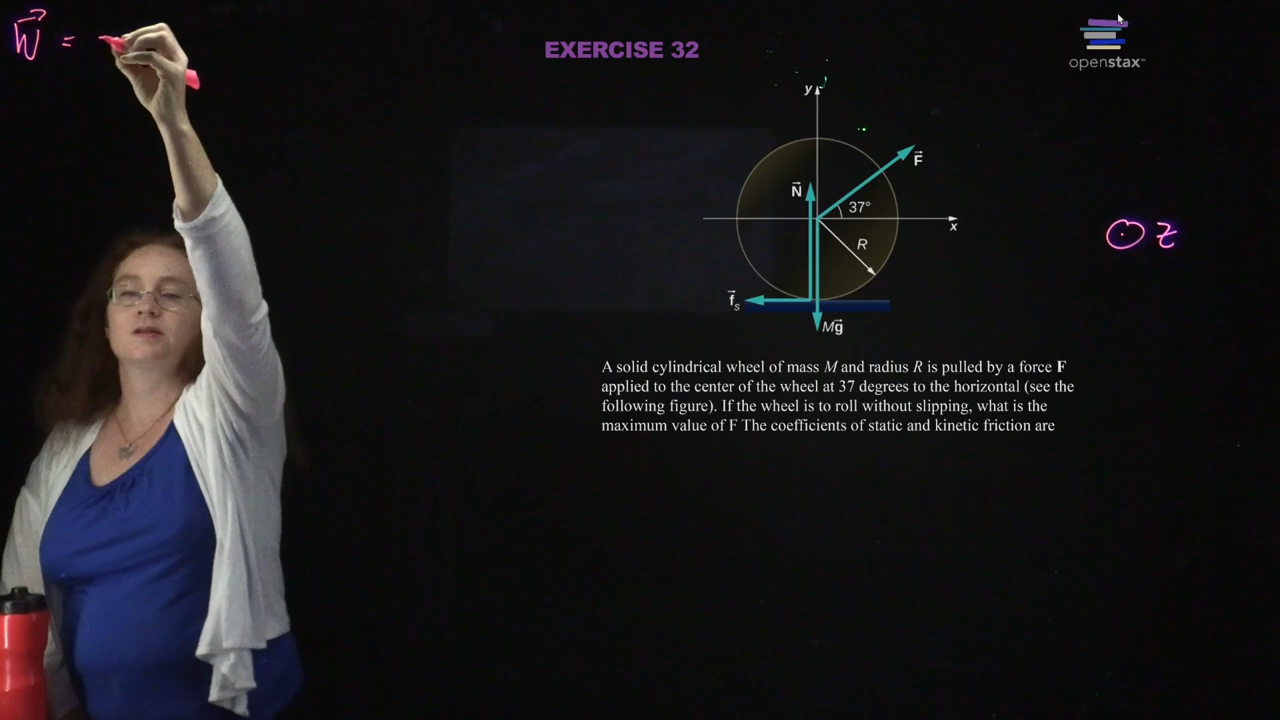 W⃗ = -
EXERCISE 32
openstax™
y
F⃗
N⃗
37°
x
R
⊙ z
f⃗s
Mg⃗
A solid cylindrical wheel of mass M and radius R is pulled by a force F
applied to the center of the wheel at 37 degrees to the horizontal (see the
following figure). If the wheel is to roll without slipping, what is the
maximum value of F The coefficients of static and kinetic friction are